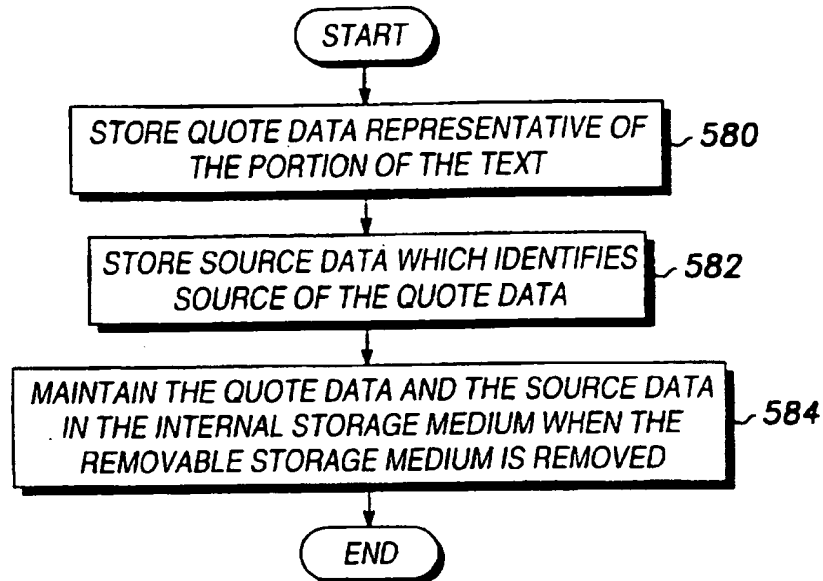 START
STORE QUOTE DATA REPRESENTATIVE OF
THE PORTION OF THE TEXT
580
STORE SOURCE DATA WHICH IDENTIFIES
SOURCE OF THE QUOTE DATA
582
MAINTAIN THE QUOTE DATA AND THE SOURCE DATA
IN THE INTERNAL STORAGE MEDIUM WHEN THE
REMOVABLE STORAGE MEDIUM IS REMOVED
584
END